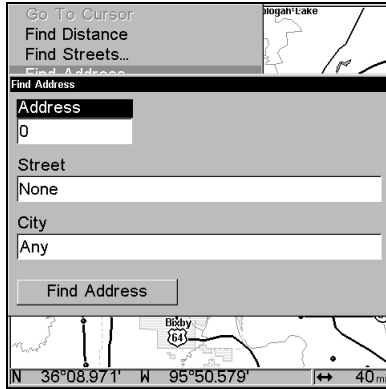 Go To Cursor
Find Distance
Find Streets…
Find Address
Find Address
Address
0
Street
None
City
Any
Find Address
Bixby
64
N 36°08.971' W 95°50.579' ↔ 40